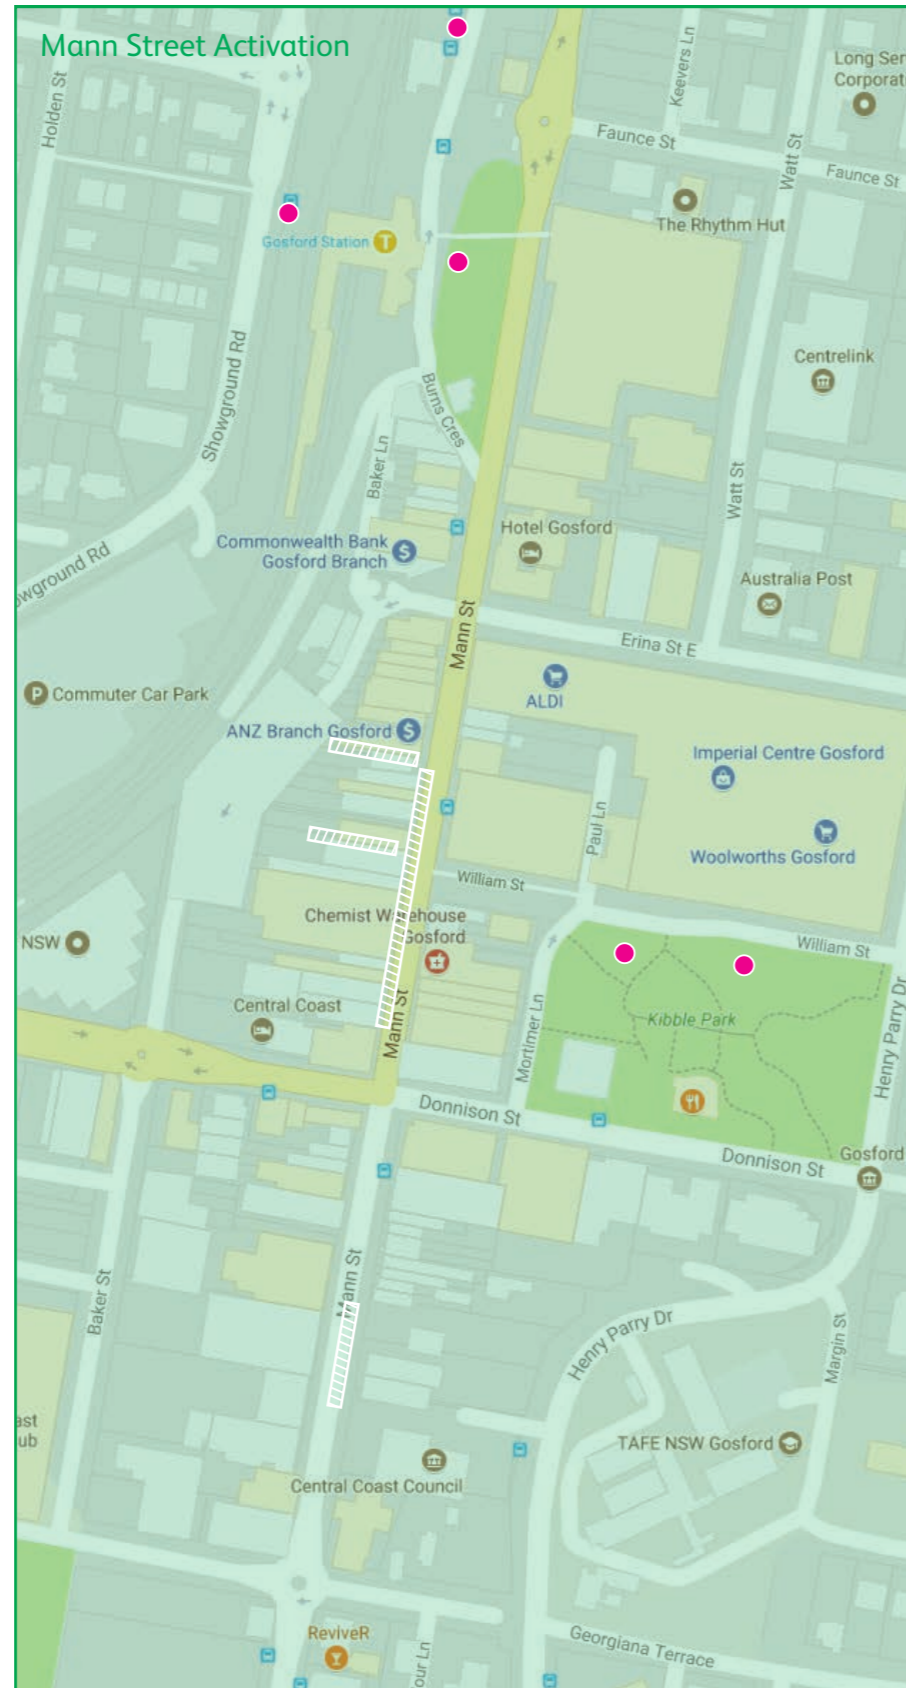 Mann Street Activation
Long Ser
Corporat
Keevers Ln
Holden St
Faunce St
Watt St
Faunce St
The Rhythm Hut
Gosford Station
T
Showground Rd
Centrelink
Burns Cres
Baker Ln
Watt St
Hotel Gosford
Commonwealth Bank
Gosford Branch
$
wground Rd
Australia Post
Mann St
Erina St E
P
Commuter Car Park
ALDI
ANZ Branch Gosford
$
Imperial Centre Gosford
Paul Ln
Woolworths Gosford
William St
Chemist W ehouse
Gosford
NSW
William St
Central Coast
Kibble Park
Mann St
Mortimer Ln
Henry Parry Dr
Donnison St
Donnison St
Gosford
Mann St
Baker St
Henry Parry Dr
Margin St
ast
ub
TAFE NSW Gosford
Central Coast Council
ReviveR
our Ln
Georgiana Terrace